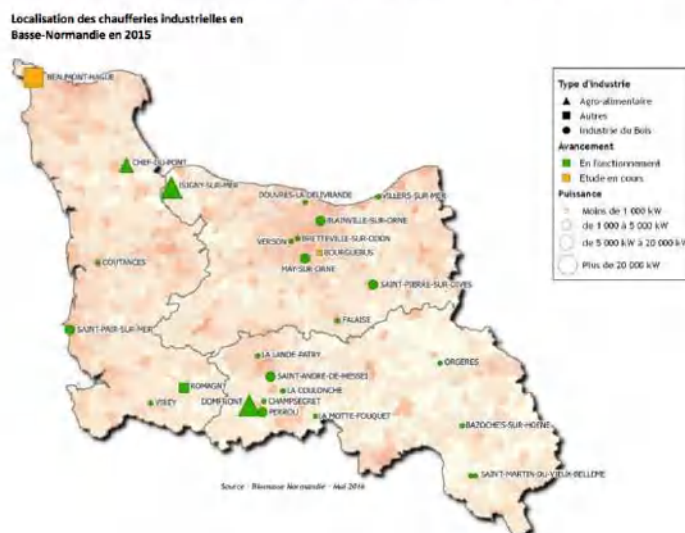 Localisation des chaufferies industrielles en
Basse-Normandie en 2015
BEAUMONT-HAGUE
Type d'industrie
Agro-alimentaire
Autres
Industrie du Bois
Avancement
En fonctionnement
Etude en cours
Puissance
Moins de 1 000 kW
de 1 000 à 5 000 kW
de 5 000 kW à 20 000 kW
Plus de 20 000 kW
CHEF-DU-PONT
ISIGNY-SUR-MER
DOUVRES-LA-DELIVRANDE
VILLERS-SUR-MER
BLAINVILLE-SUR-ORNE
BRETTEVILLE-SUR-ODON
VERSON
BOURGUEBUS
MAY-SUR-ORNE
COUTANCES
SAINT-PIERRE-SUR-DIVES
FALAISE
SAINT-PAIR-SUR-MER
LA LANDE-PATRY
ORGERES
SAINT-ANDRE-DE-MESSEI
ROMAGNY
LA COULONCHE
VIREY
DOMFRONT
CHAMPSECRET
PERROU
LA MOTTE-FOUQUET
BAZOCHES-SUR-HOENE
SAINT-MARTIN-DU-VIEUX-BELLEME
Source : Biomasse Normandie - Mai 2016